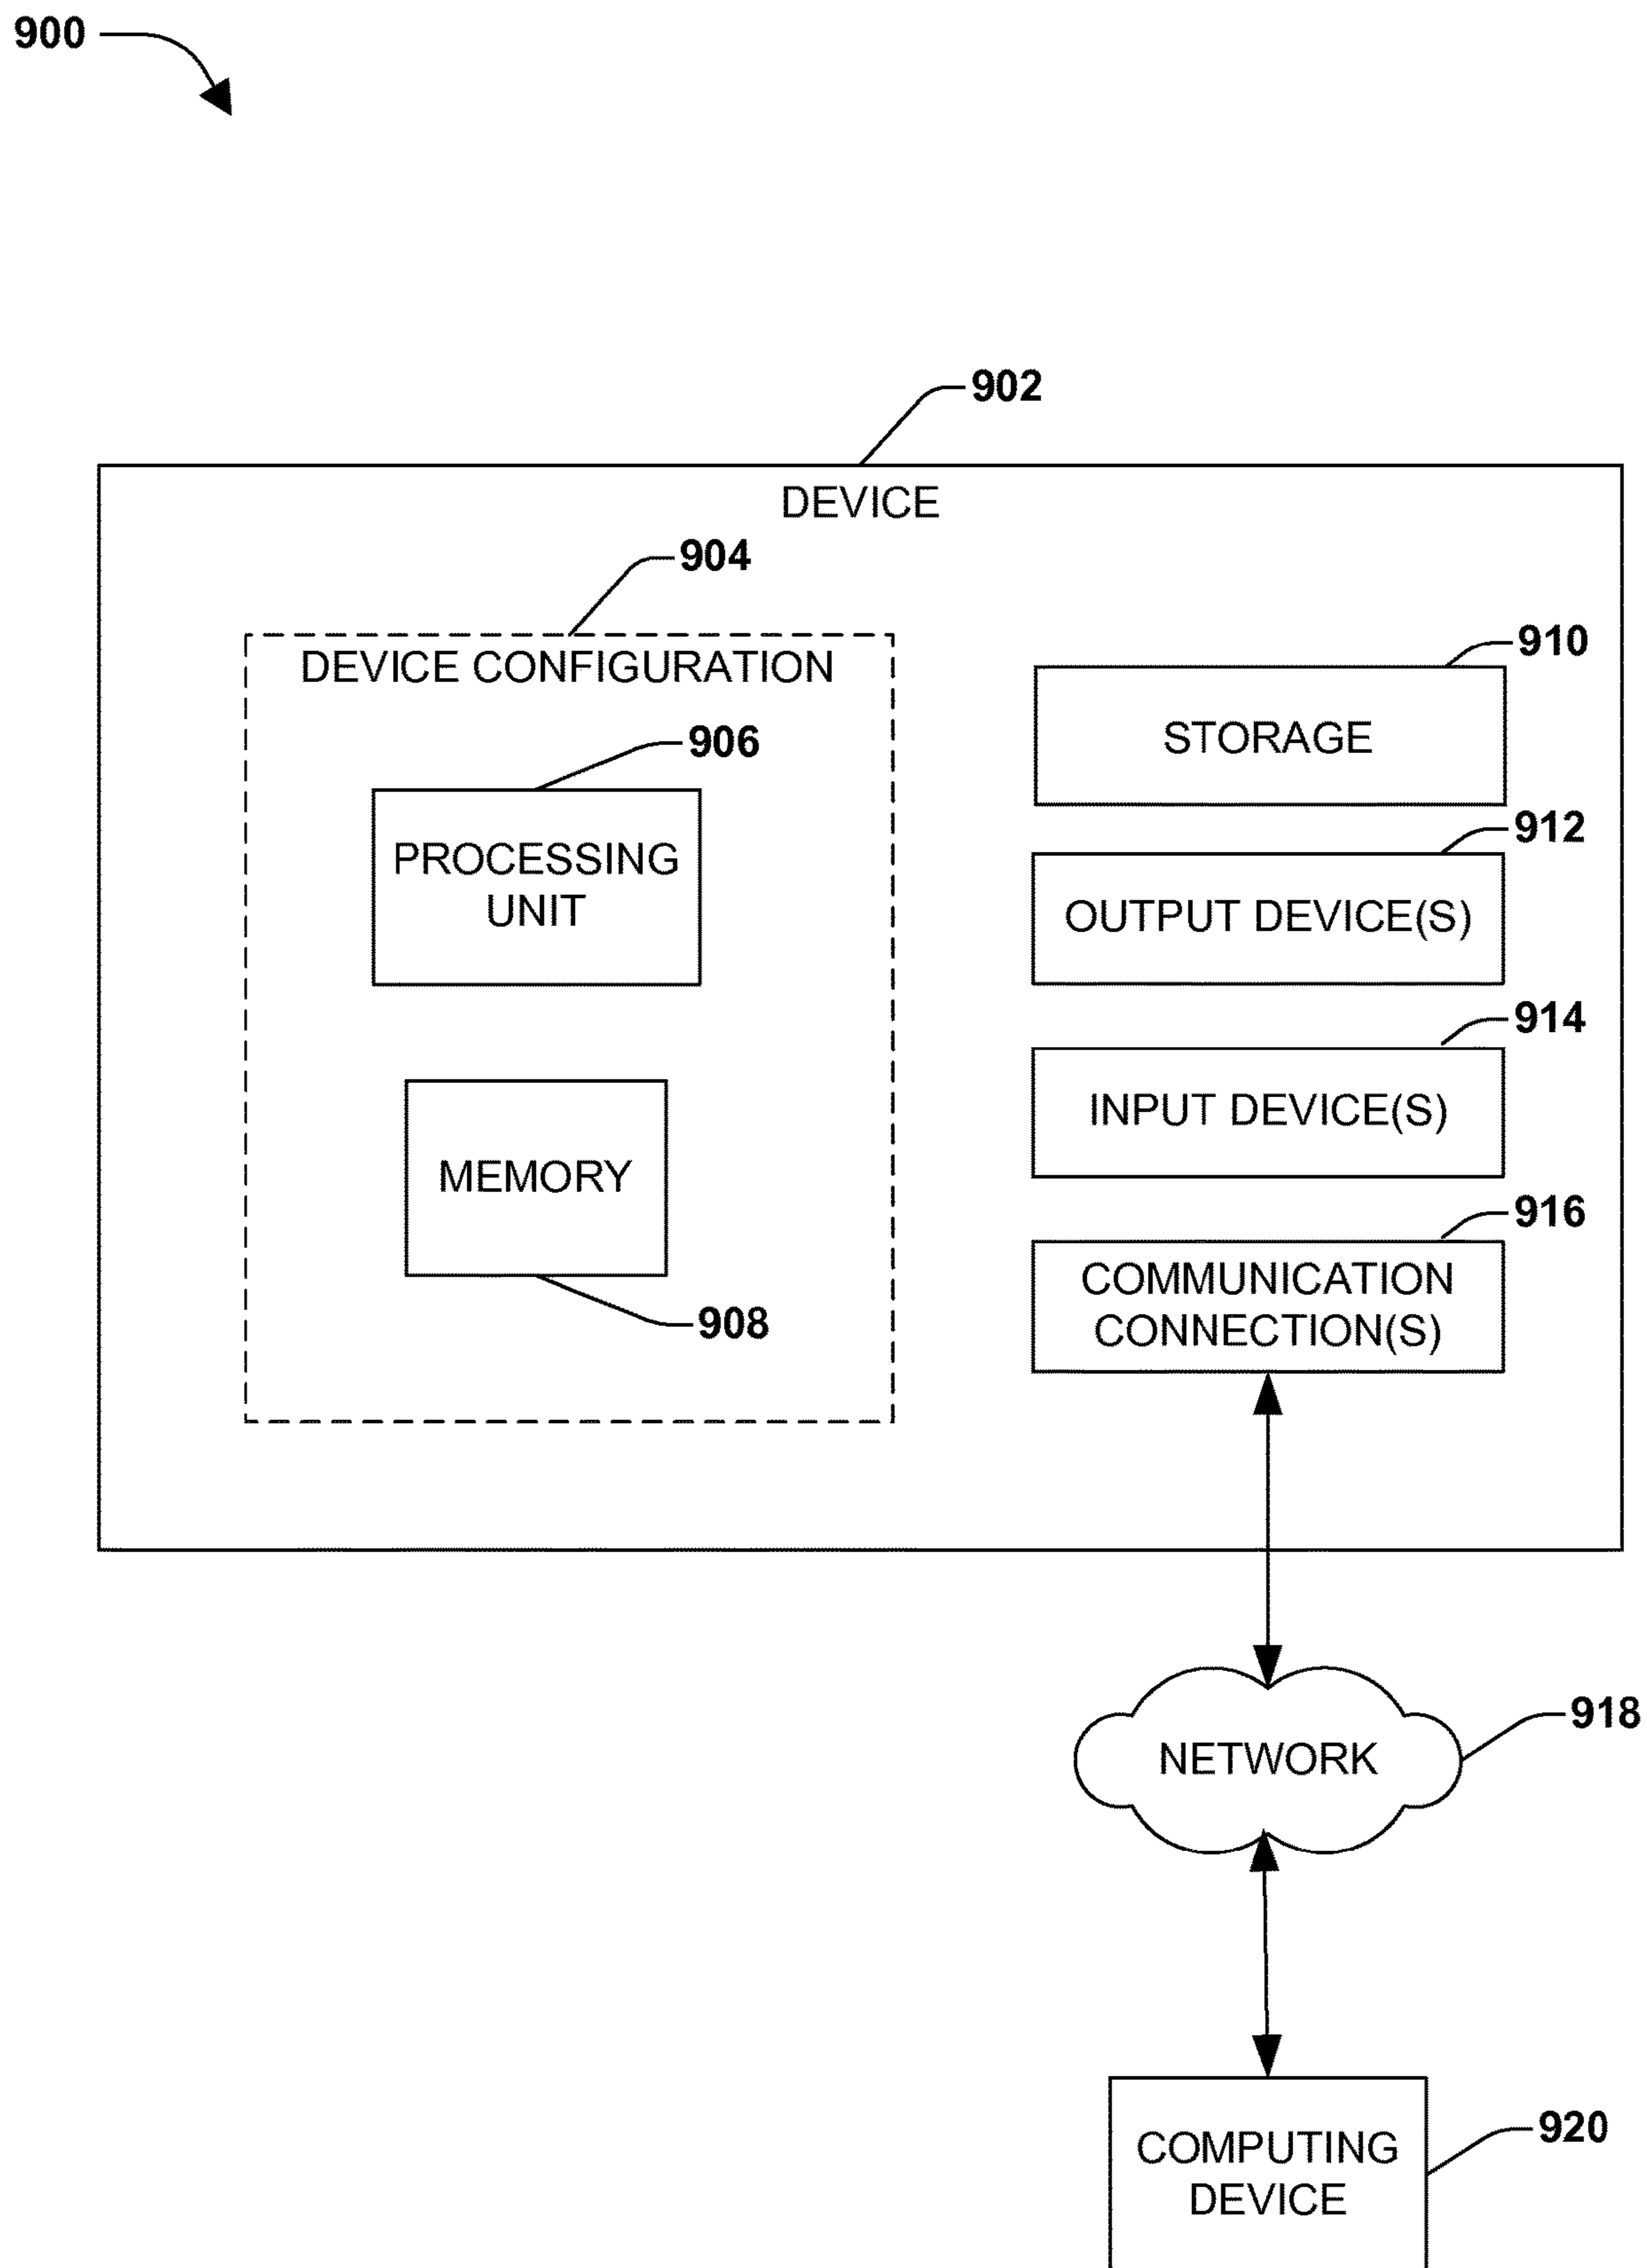 900
902
DEVICE
904
DEVICE CONFIGURATION
906
PROCESSING
UNIT
MEMORY
908
910
STORAGE
912
OUTPUT DEVICE(S)
914
INPUT DEVICE(S)
916
COMMUNICATION
CONNECTION(S)
918
NETWORK
920
COMPUTING
DEVICE